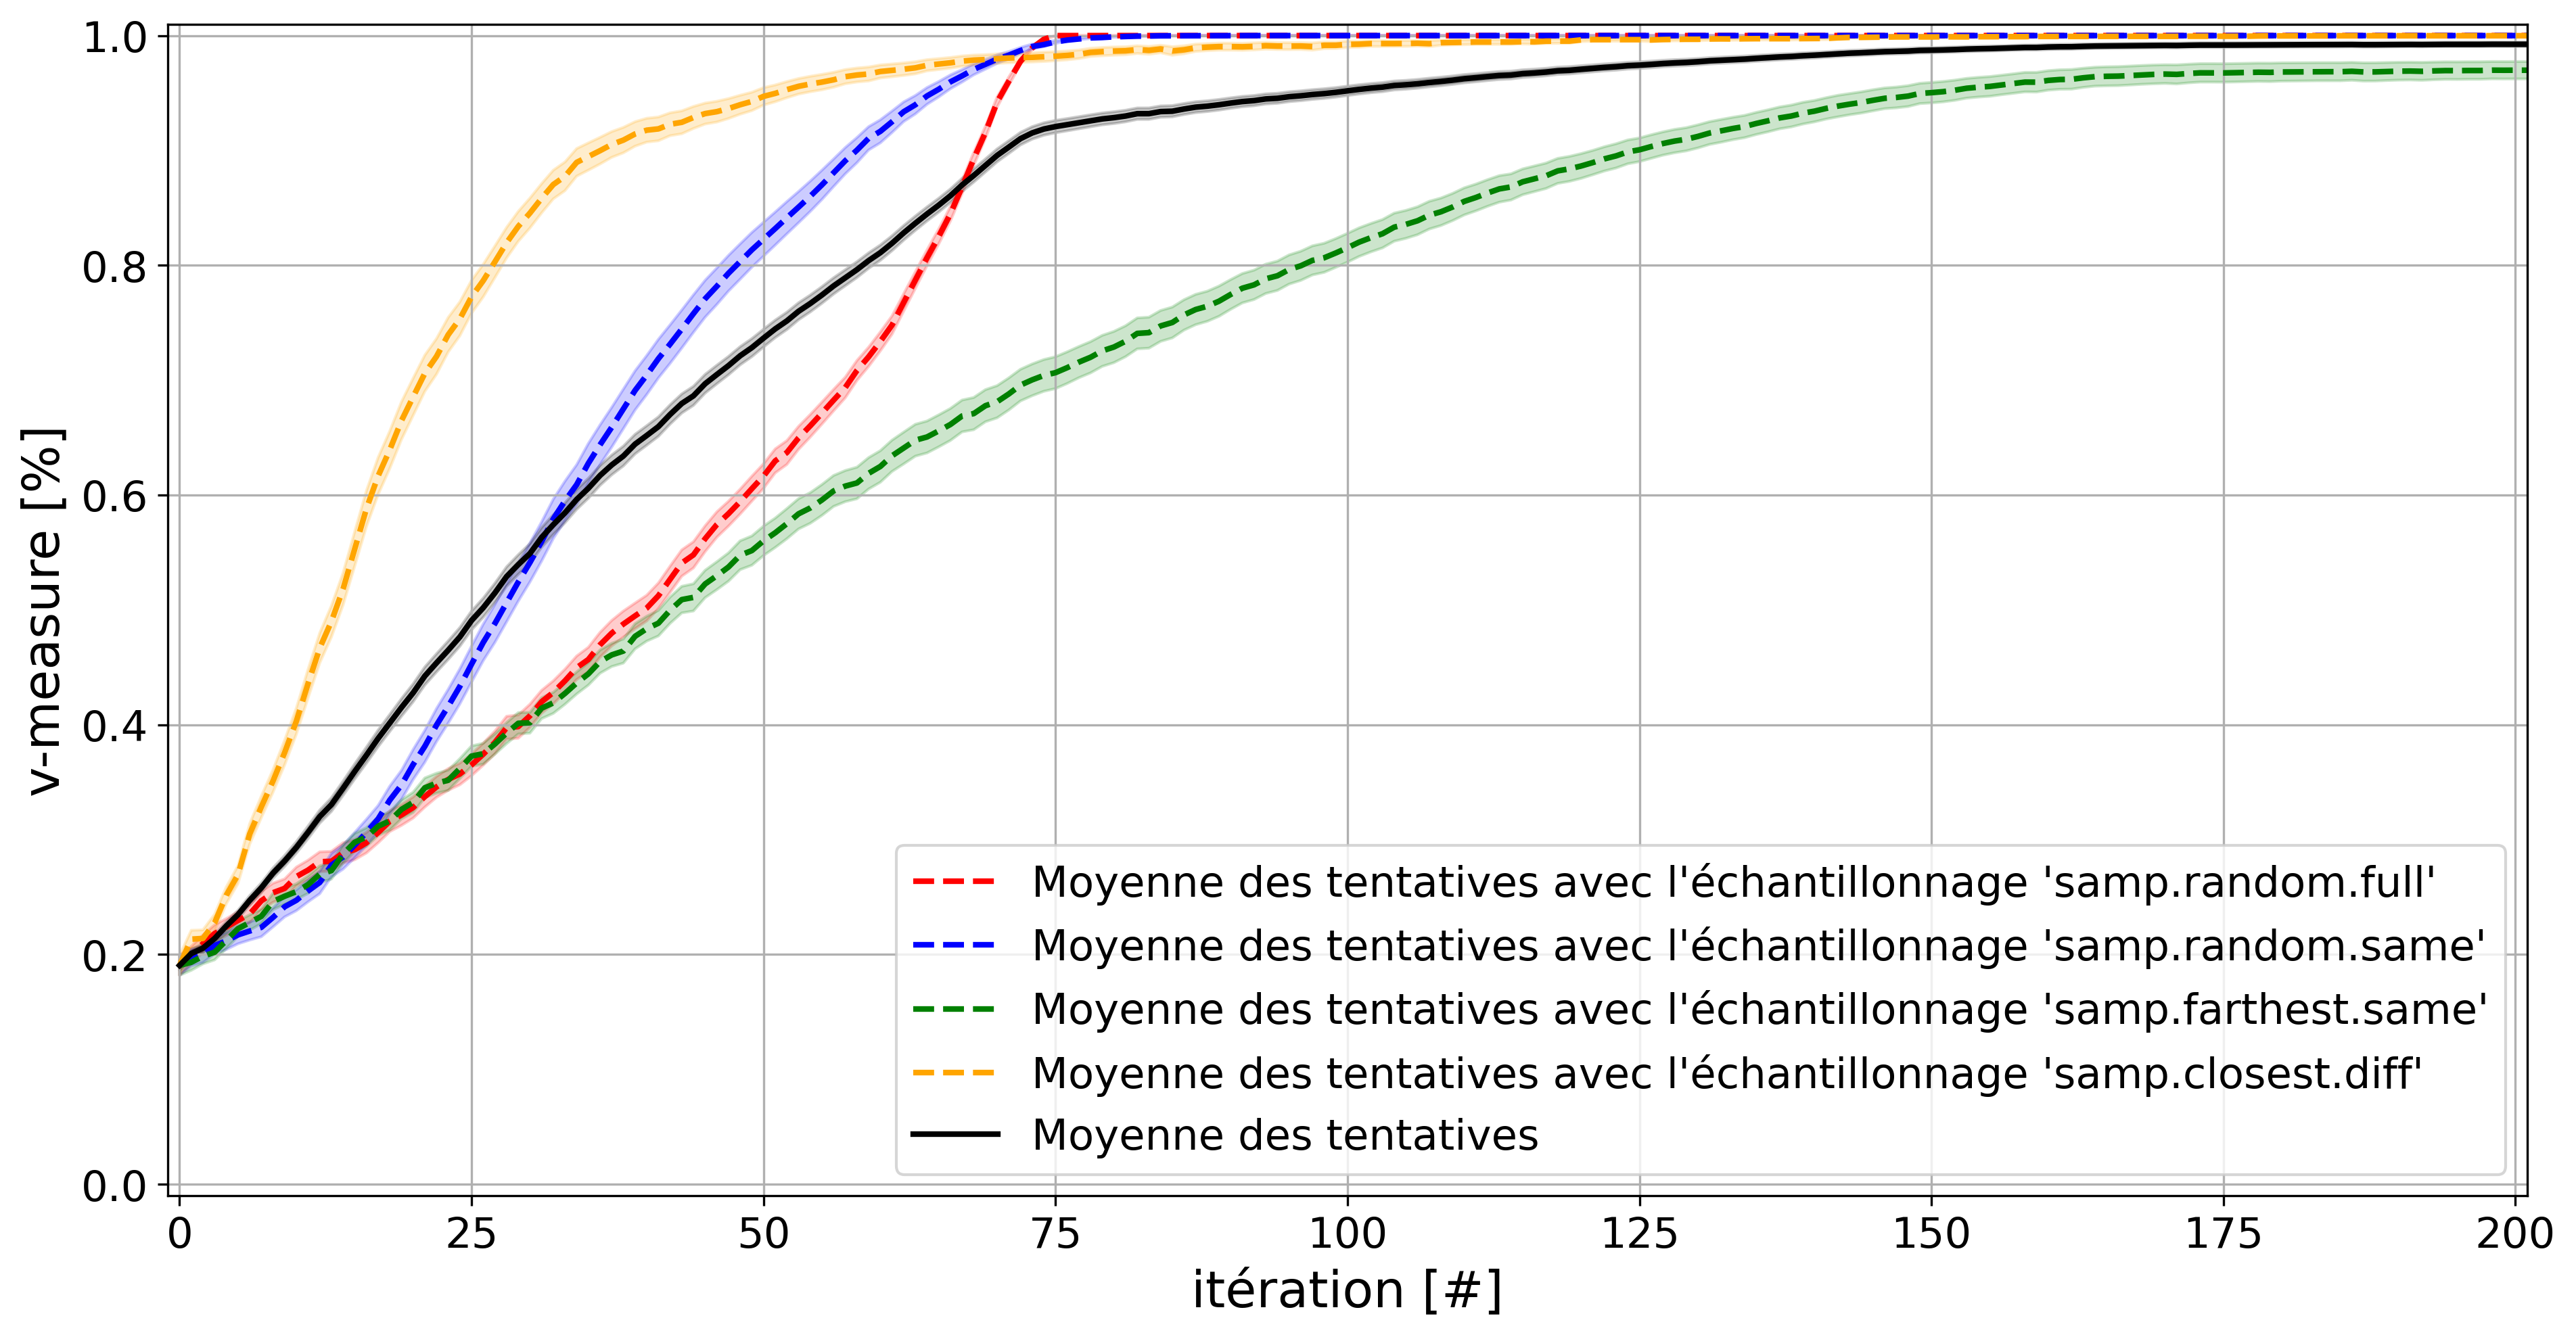 1.0
0.8
0.6
0.4
0.2
0.0
v-measure [%]
Moyenne des tentatives avec l'échantillonnage 'samp.random.full'
Moyenne des tentatives avec l'échantillonnage 'samp.random.same'
Moyenne des tentatives avec l'échantillonnage 'samp.farthest.same'
Moyenne des tentatives avec l'échantillonnage 'samp.closest.diff'
Moyenne des tentatives
0 25 50 75 100 125 150 175 200
itération [#]